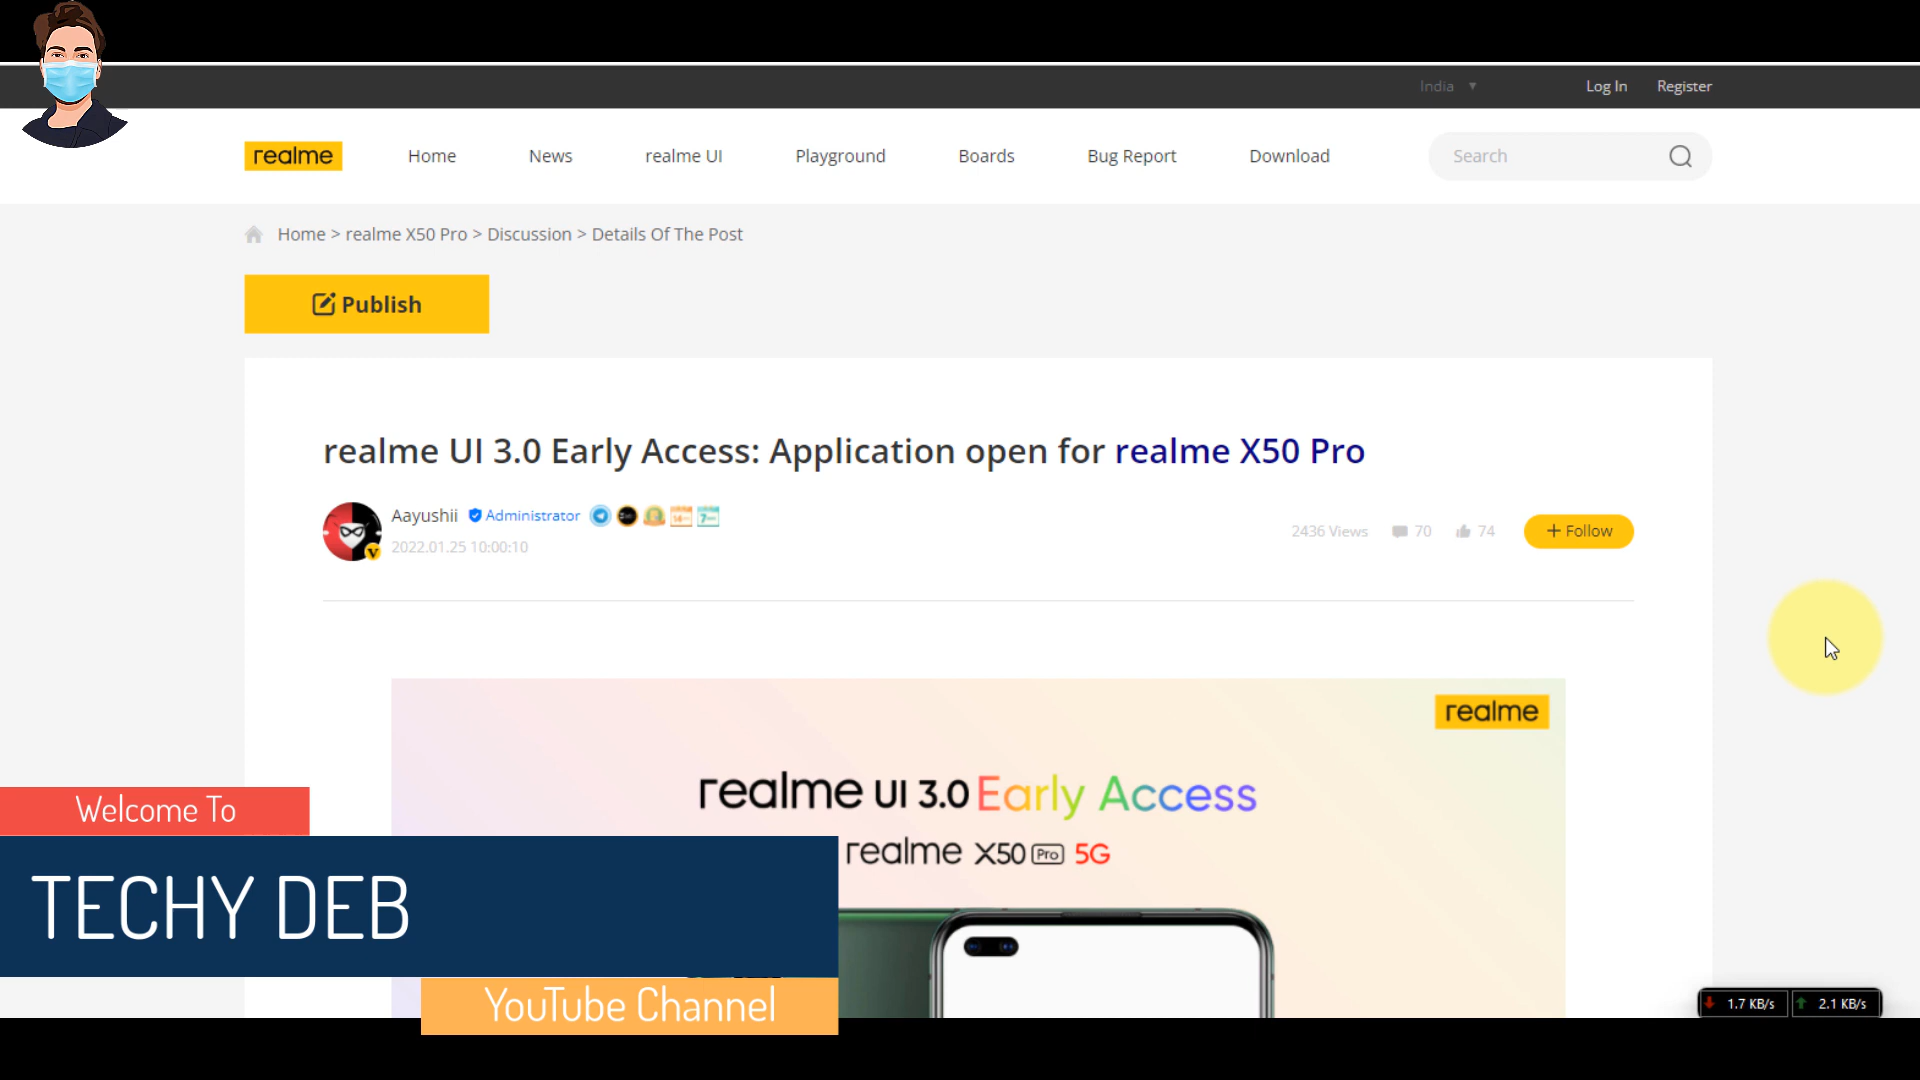 India
Log In
Register
realme
Home
News
realme UI
Playground
Boards
Bug Report
Download
Search
Home > realme X50 Pro > Discussion > Details Of The Post
Publish
realme UI 3.0 Early Access: Application open for realme X50 Pro
Aayushii Administrator
2022.01.25 10:00:10
2436 Views 70 74
+ Follow
realme
realme UI 3.0 Early Access
realme X50 Pro 5G
Welcome To
TECHY DEB
YouTube Channel
1.7 KB/s 2.1 KB/s